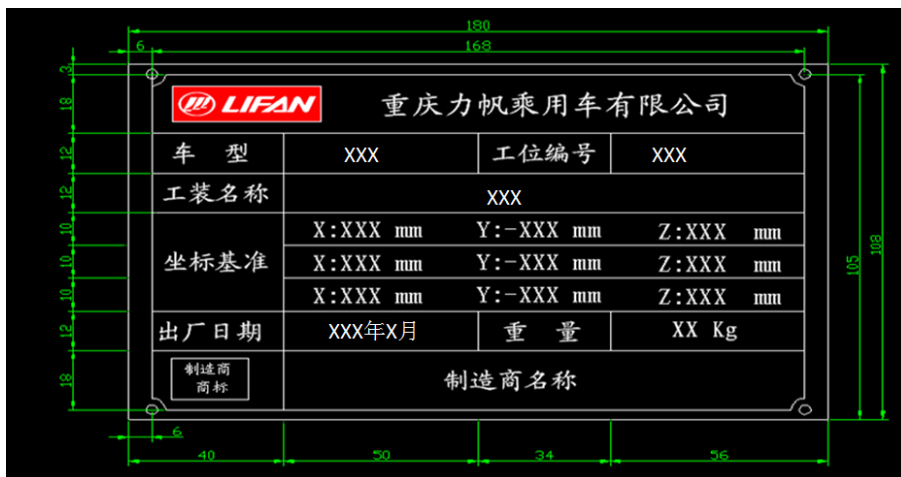 180
6 168
3
LIFAN 重庆力帆乘用车有限公司
18
12 车 型 XXX 工位编号 XXX
12 工装名称 XXX
10 X:XXX mm Y:-XXX mm Z:XXX mm
坐标基准
10 X:XXX mm Y:-XXX mm Z:XXX mm
10 X:XXX mm Y:-XXX mm Z:XXX mm
105 108
12 出厂日期 XXX年X月 重 量 XX Kg
18 制造商
商标
制造商名称
6
40 50 34 56